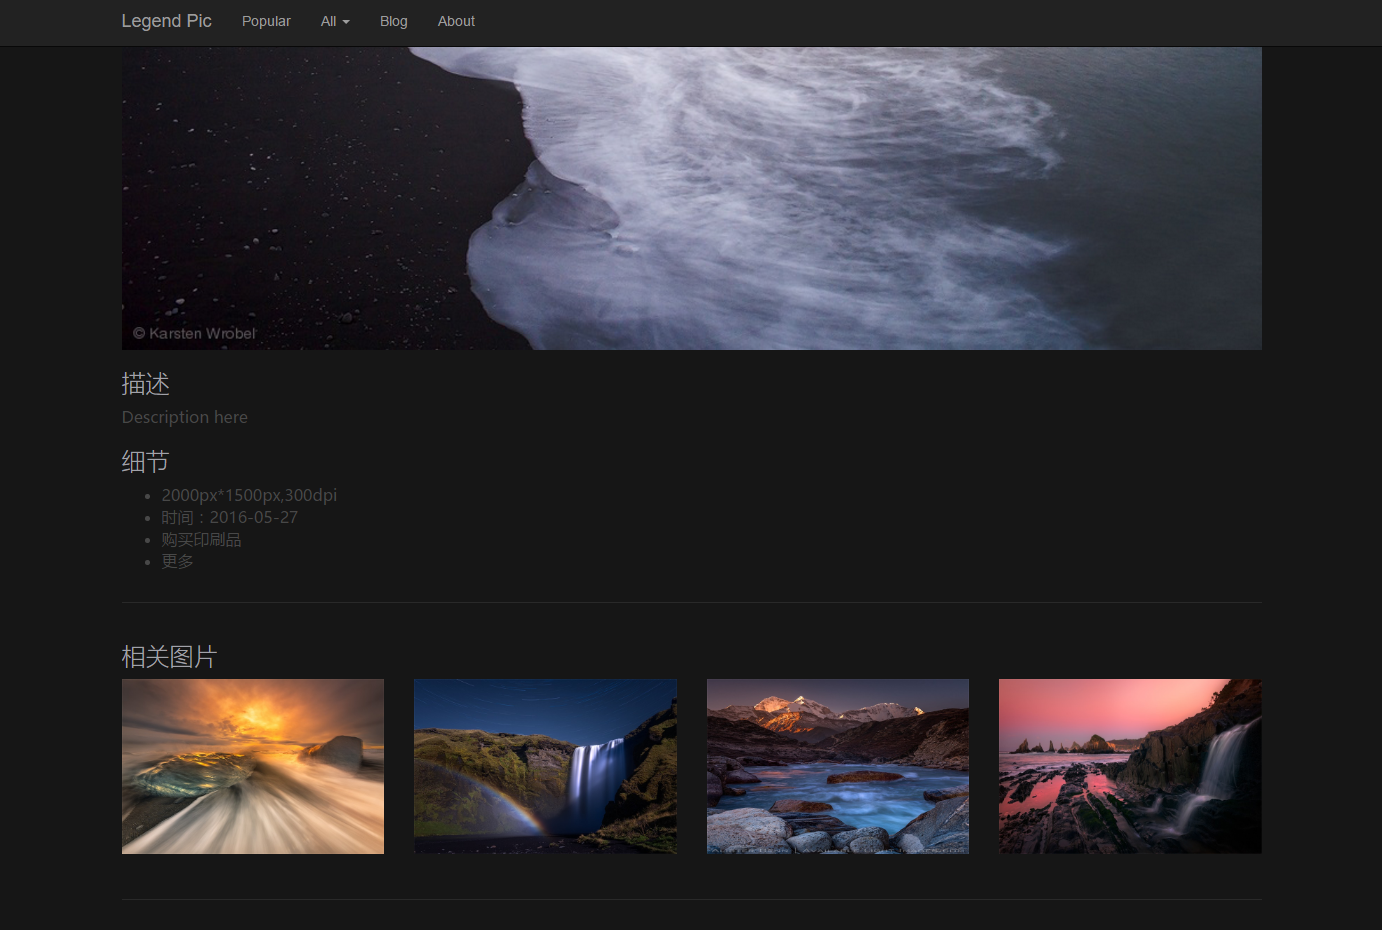 Legend Pic Popular All Blog About
© Karsten Wrobel
描述
Description here
细节
2000px*1500px,300dpi
时间：2016-05-27
购买印刷品
更多
相关图片